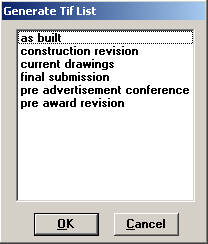 Generate Tif List
as built
construction revision
current drawings
final submission
pre advertisement conference
pre award revision
OK Cancel